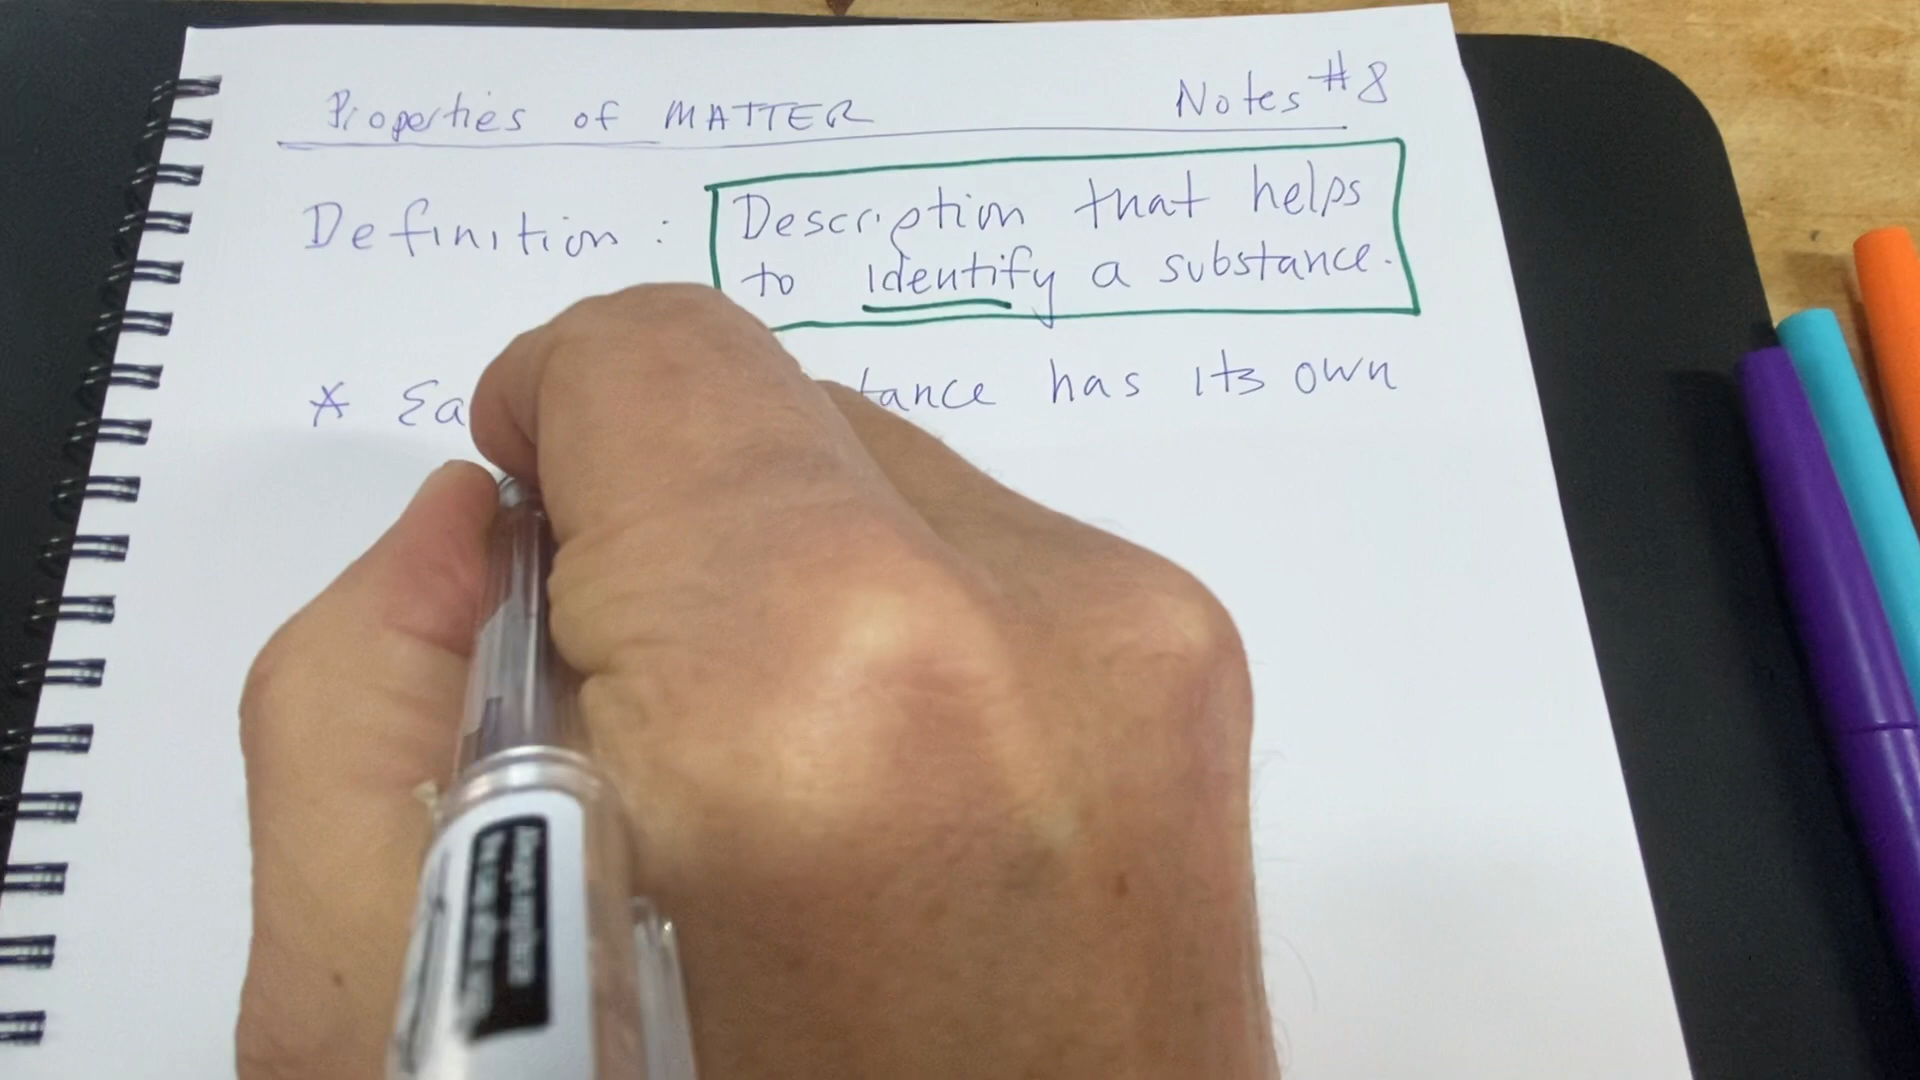 Properties of MATTER Notes #8
Definition : Description that helps
to identify a substance.
* Ea tance has its own